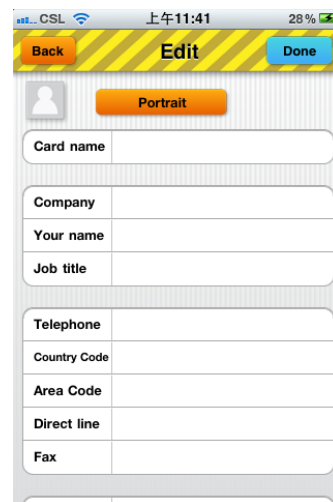 CSL 上午11:41 28%
Back Edit Done
Portrait
Card name
Company
Your name
Job title
Telephone
Country Code
Area Code
Direct line
Fax